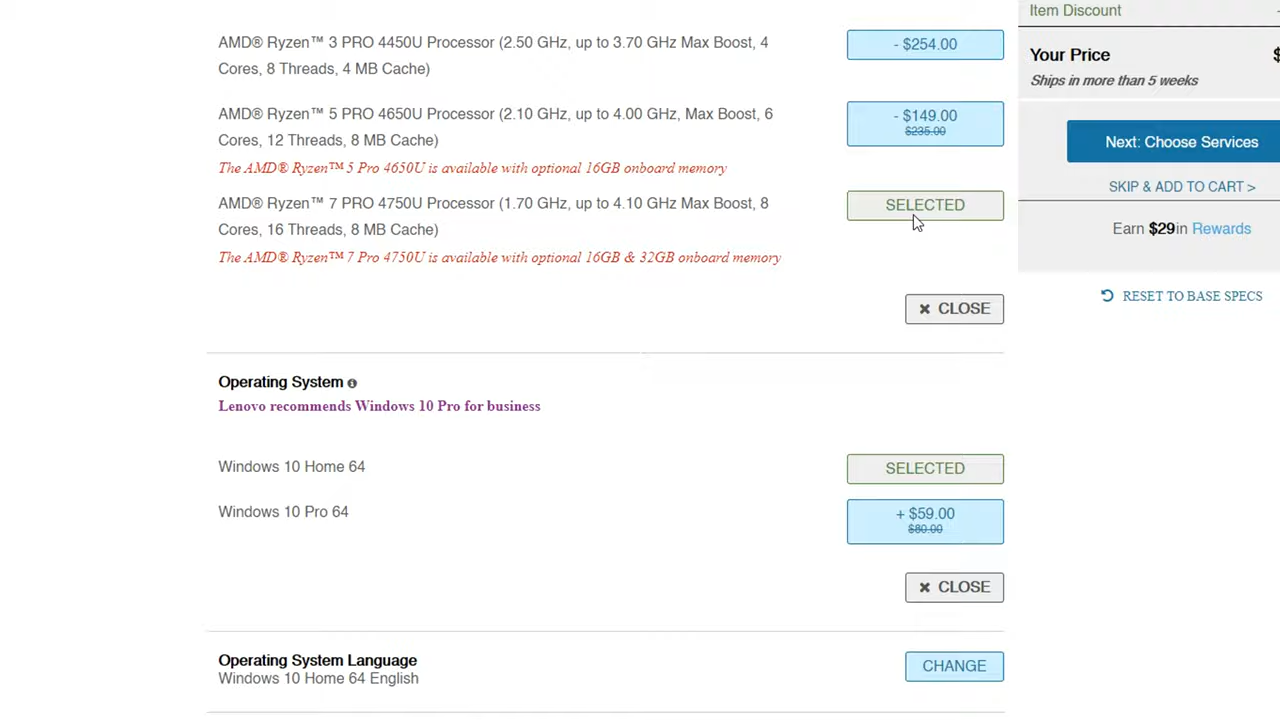 Item Discount
AMD® Ryzen™ 3 PRO 4450U Processor (2.50 GHz, up to 3.70 GHz Max Boost, 4
Cores, 8 Threads, 4 MB Cache)
- $254.00
Your Price $
Ships in more than 5 weeks
AMD® Ryzen™ 5 PRO 4650U Processor (2.10 GHz, up to 4.00 GHz, Max Boost, 6
Cores, 12 Threads, 8 MB Cache)
- $149.00
$235.00
The AMD® Ryzen™ 5 Pro 4650U is available with optional 16GB onboard memory
Next: Choose Services
SKIP & ADD TO CART >
AMD® Ryzen™ 7 PRO 4750U Processor (1.70 GHz, up to 4.10 GHz Max Boost, 8
Cores, 16 Threads, 8 MB Cache)
SELECTED
The AMD® Ryzen™ 7 Pro 4750U is available with optional 16GB & 32GB onboard memory
Earn $29in Rewards
RESET TO BASE SPECS
× CLOSE
Operating System
Lenovo recommends Windows 10 Pro for business
Windows 10 Home 64
SELECTED
Windows 10 Pro 64
+ $59.00
$80.00
× CLOSE
Operating System Language
Windows 10 Home 64 English
CHANGE